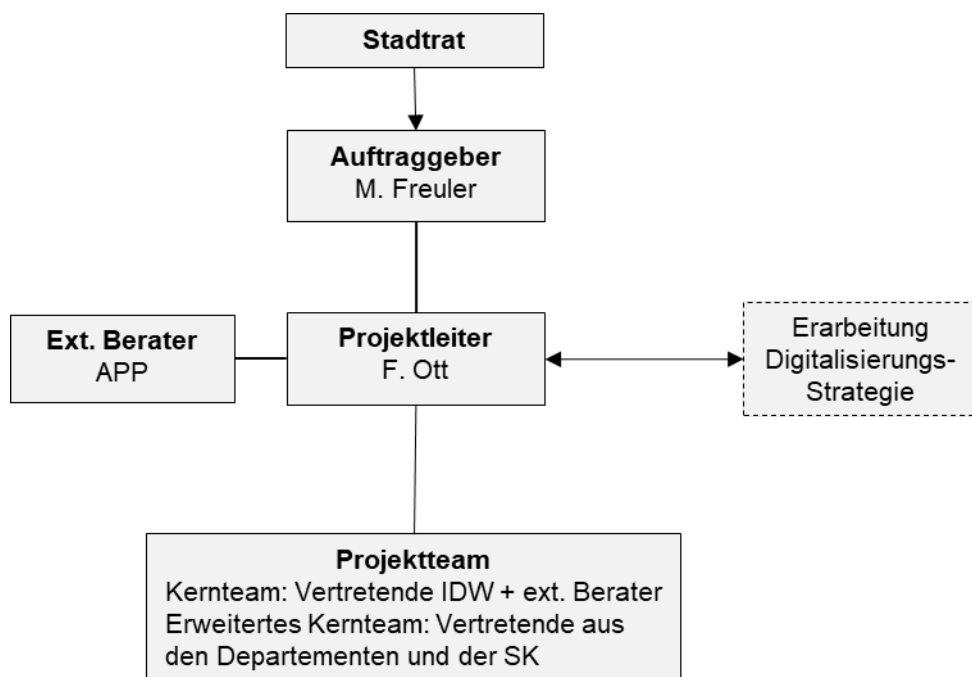 Stadtrat
Auftraggeber
M. Freuler
Ext. Berater
APP
Projektleiter
F. Ott
Erarbeitung
Digitalisierungs-
Strategie
Projektteam
Kernteam: Vertretende IDW + ext. Berater
Erweitertes Kernteam: Vertretende aus
den Departementen und der SK